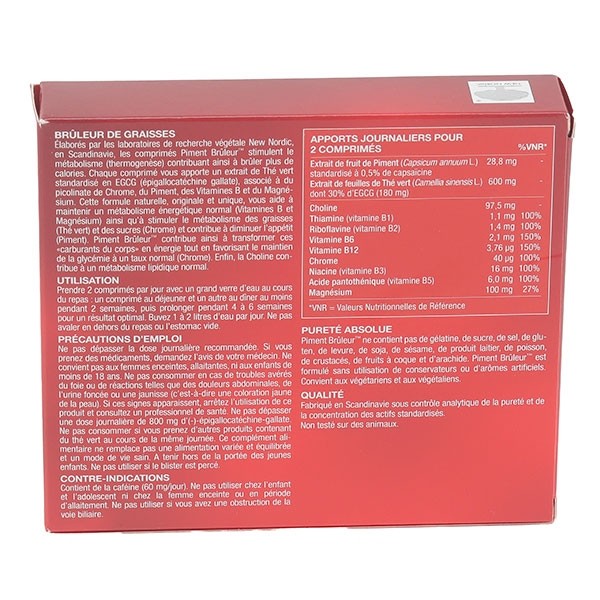 BRÛLEUR DE GRAISSES
Élaborés par les laboratoires de recherche végétale New Nordic,
en Scandinavie, les comprimés Piment Brûleur™ stimulent le
métabolisme (thermogenèse) contribuant ainsi à brûler plus de
calories. Chaque comprimé vous apporte un extrait de Thé vert
standardisé en EGCG (épigallocatéchine gallate), associé à du
picolinate de Chrome, du Piment, des Vitamines B et du Magné-
sium. Cette formule naturelle, originale et unique, vous aide à
maintenir un métabolisme énergétique normal (Vitamines B et
Magnésium) ainsi qu'à stimuler le métabolisme des graisses
(Thé vert) et des sucres (Chrome) et contribue à diminuer l'appétit
(Piment). Piment Brûleur™ contribue ainsi à transformer ces
«carburants du corps» en énergie tout en favorisant le maintien
de la glycémie à un taux normal (Chrome). Enfin, la Choline con-
tribue à un métabolisme lipidique normal.
UTILISATION
Prendre 2 comprimés par jour avec un grand verre d'eau au cours
du repas : un comprimé au déjeuner et un autre au dîner au moins
pendant 2 semaines, puis prolonger pendant 4 à 6 semaines
pour un résultat optimal. Buvez 1 à 2 litres d'eau par jour. Ne pas
avaler en dehors du repas ou l'estomac vide.
PRÉCAUTIONS D'EMPLOI
Ne pas dépasser la dose journalière recommandée. Si vous
prenez des médicaments, demandez l'avis de votre médecin. Ne
convient pas aux femmes enceintes, allaitantes, ni aux enfants de
moins de 18 ans. Ne pas consommer en cas de troubles avérés
du foie ou de réactions telles que des douleurs abdominales, de
l'urine foncée ou une jaunisse (c'est-à-dire une coloration jaune
de la peau). Si ces signes apparaissent, arrêtez l'utilisation de ce
produit et consultez un professionnel de santé. Ne pas dépasser
une dose journalière de 800 mg d'(-)-épigallocatéchine-gallate.
Ne pas consommer si vous prenez d'autres produits contenant
du thé vert au cours de la même journée. Ce complément ali-
mentaire ne remplace pas une alimentation variée et équilibrée
et un mode de vie sain. A tenir hors de la portée des jeunes
enfants. Ne pas utiliser si le blister est percé.
CONTRE-INDICATIONS
Contient de la caféine (60 mg/jour). Ne pas utiliser chez l'enfant
et l'adolescent ni chez la femme enceinte ou en période
d'allaitement. Ne pas utiliser si vous avez une obstruction de la
voie biliaire.
APPORTS JOURNALIERS POUR
2 COMPRIMÉS %VNR*
Extrait de fruit de Piment (Capsicum annuum L.) 28,8 mg -
standardisé à 0,5% de capsaïcine
Extrait de feuilles de Thé vert (Camellia sinensis L.) 600 mg -
dont 30% d'EGCG (180 mg)
Choline 97,5 mg -
Thiamine (vitamine B1) 1,1 mg 100%
Riboflavine (vitamine B2) 1,4 mg 100%
Vitamine B6 2,1 mg 150%
Vitamine B12 3,76 µg 150%
Chrome 40 µg 100%
Niacine (vitamine B3) 16 mg 100%
Acide pantothénique (vitamine B5) 6,0 mg 100%
Magnésium 100 mg 27%
*VNR = Valeurs Nutritionnelles de Référence
PURETÉ ABSOLUE
Piment Brûleur™ ne contient pas de gélatine, de sucre, de sel, de glu-
ten, de levure, de soja, de sésame, de produit laitier, de poisson,
de crustacés, de fruits à coque et d'arachide. Piment Brûleur™ est
formulé sans utilisation de conservateurs ou d'arômes artificiels.
Convient aux végétariens et aux végétaliens.
QUALITÉ
Fabriqué en Scandinavie sous contrôle analytique de la pureté et de
la concentration des actifs standardisés.
Non testé sur des animaux.